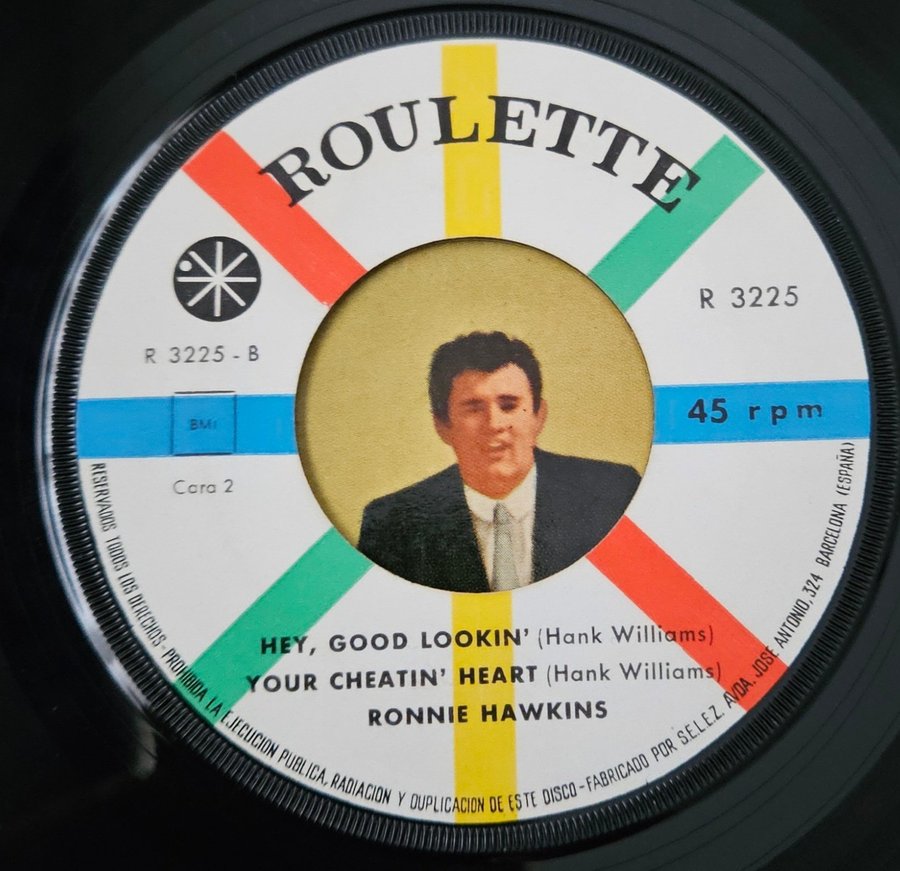 ROULETTE
R 3225
R 3225 - B
BMI
45 rpm
Cara 2
HEY, GOOD LOOKIN' (Hank Williams)
YOUR CHEATIN' HEART (Hank Williams)
RONNIE HAWKINS
RESERVADOS TODOS LOS DERECHOS - PROHIBIDA LA EJECUCION PUBLICA, RADIACION Y DUPLICACION DE ESTE DISCO - FABRICADO POR S.E.L.E.Z. AVDA. JOSE ANTONIO, 324 BARCELONA (ESPAÑA)